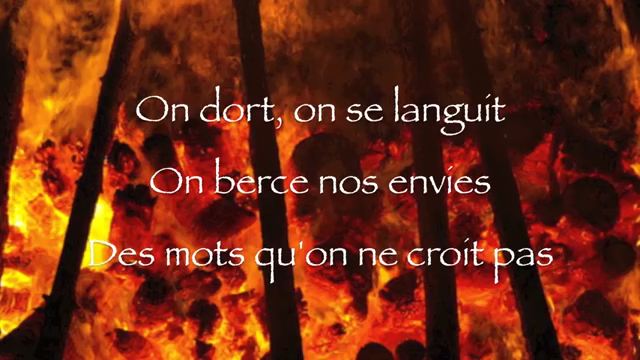 On dort, on se languit
On berce nos envies
Des mots qu'on ne croit pas